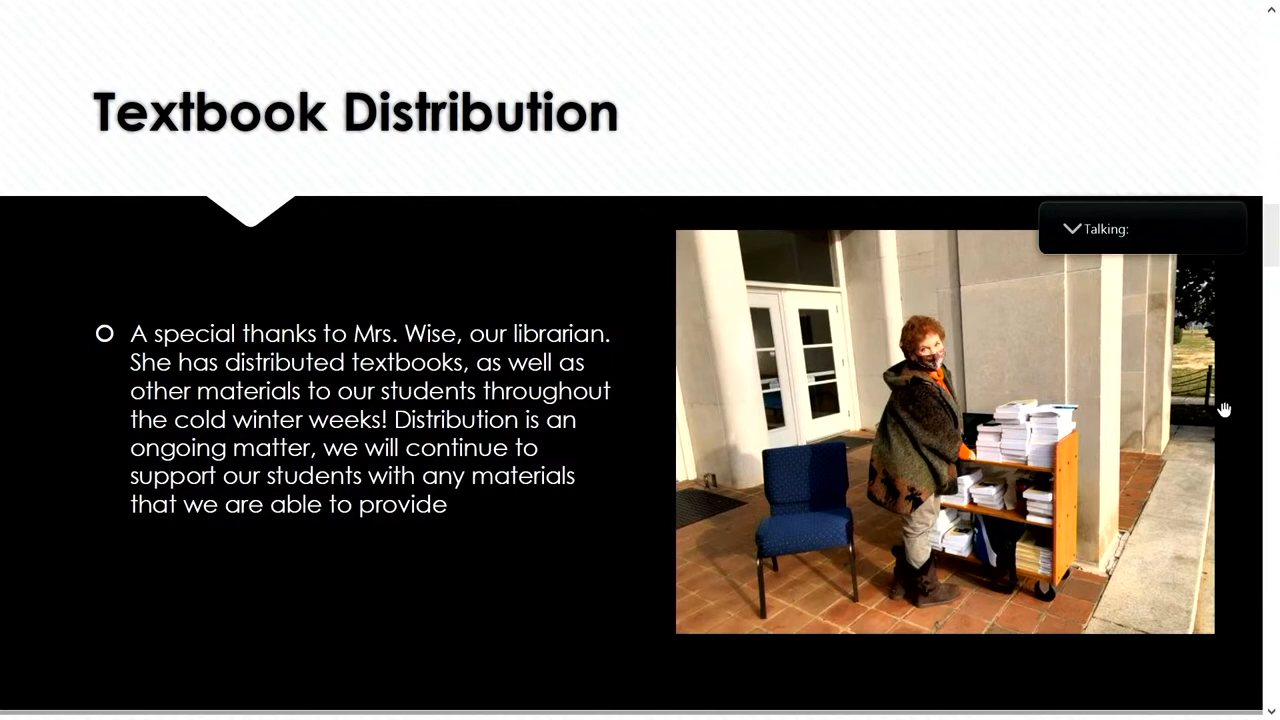 Textbook Distribution
Talking:
A special thanks to Mrs. Wise, our librarian.
She has distributed textbooks, as well as
other materials to our students throughout
the cold winter weeks! Distribution is an
ongoing matter, we will continue to
support our students with any materials
that we are able to provide